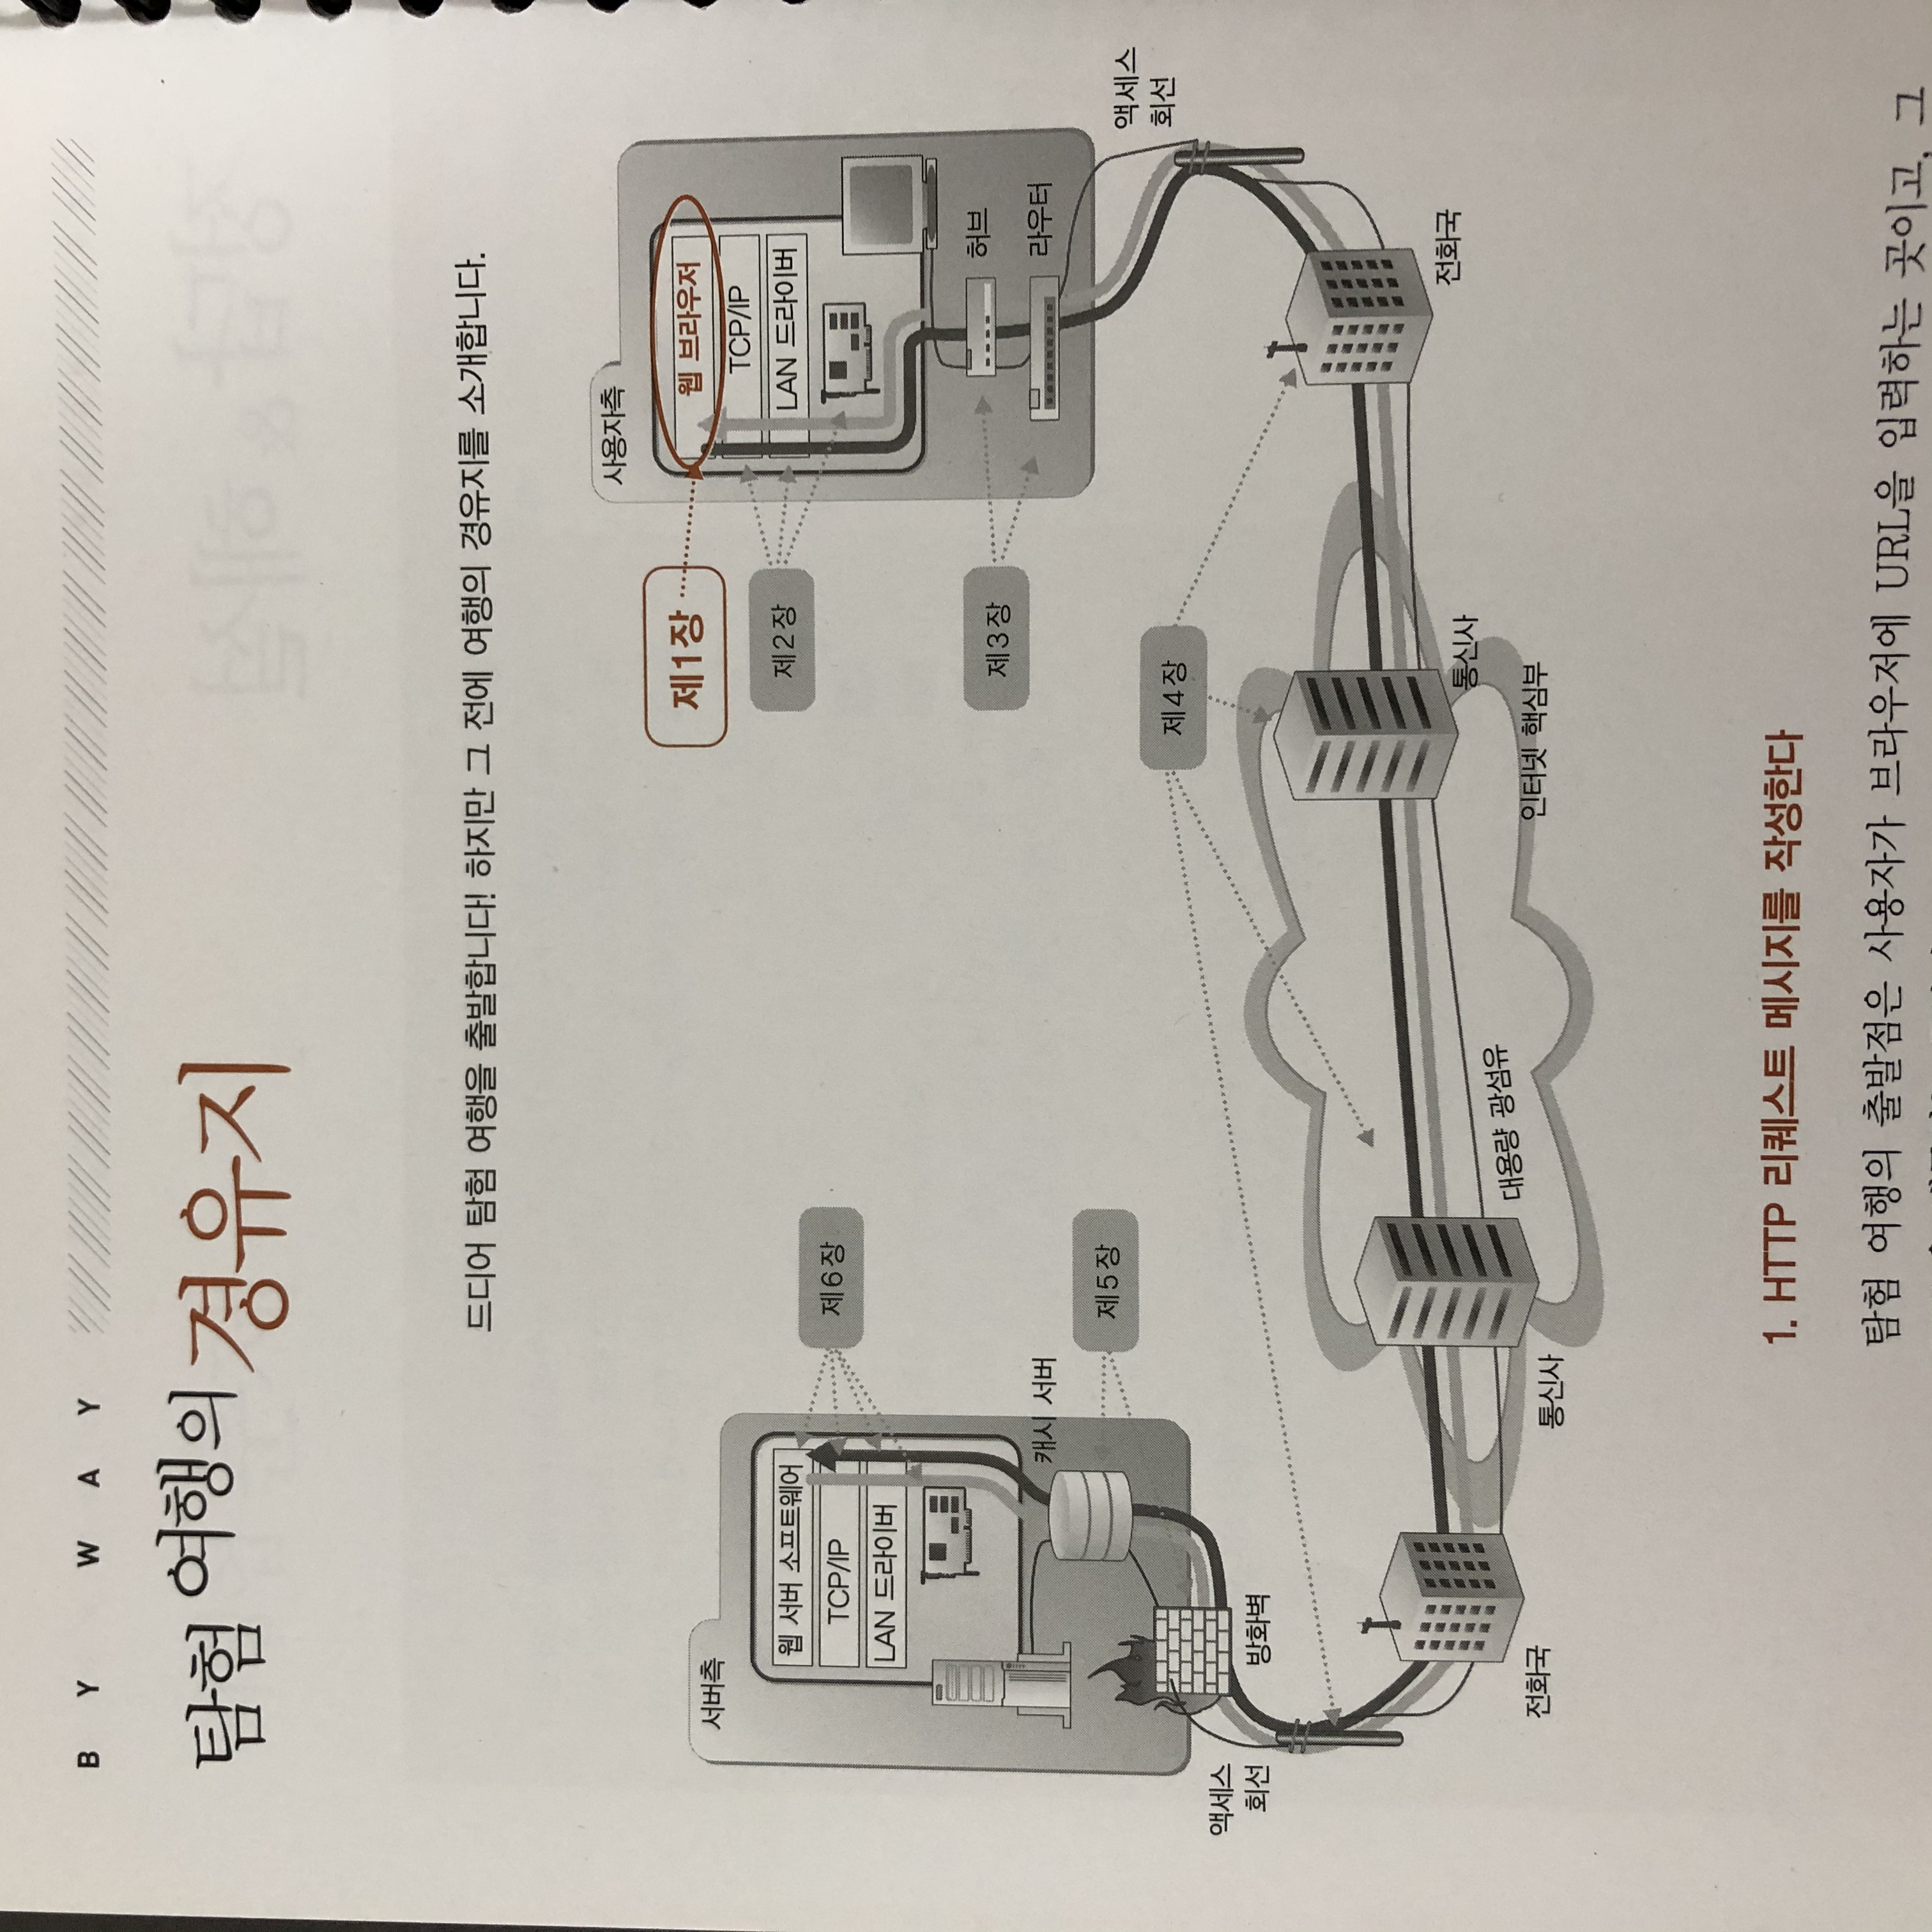 BY WAY
탐험 여행의 경유지
드디어 탐험 여행을 출발합니다! 하지만 그 전에 여행의 경유지를 소개합니다.
사용자측
제1장
웹 브라우저
TCP/IP
제2장
LAN 드라이버
서버측
웹 서버 소프트웨어
제6장
TCP/IP
LAN 드라이버
제3장
허브
라우터
캐시 서버
제5장
액세스
회선
제4장
액세스
회선
방화벽
전화국
통신사
대용량 광섬유
인터넷 핵심부
전화국
통신사
1. HTTP 리퀘스트 메시지를 작성한다
탐험 여행의 출발점은 사용자가 브라우저에 URL을 입력하는 곳이고, 그